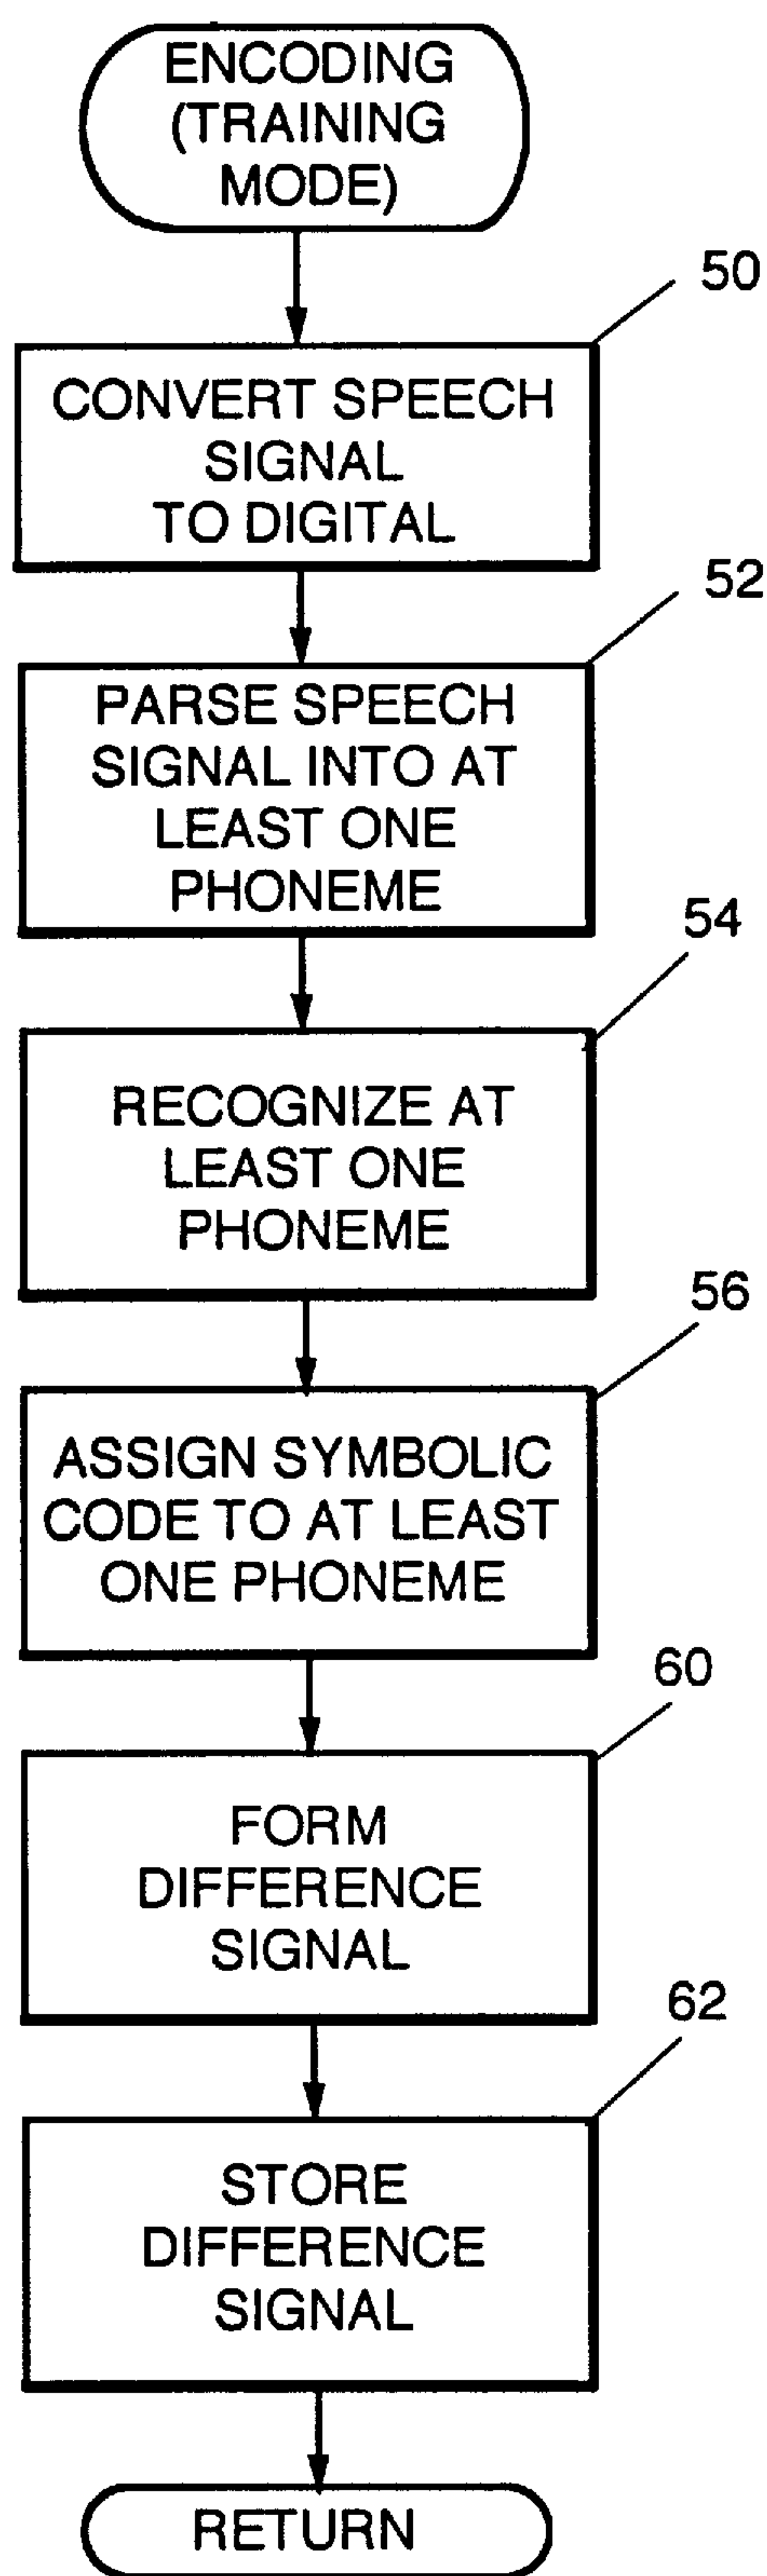 ENCODING
(TRAINING
MODE)
50
CONVERT SPEECH
SIGNAL
TO DIGITAL
52
PARSE SPEECH
SIGNAL INTO AT
LEAST ONE
PHONEME
54
RECOGNIZE AT
LEAST ONE
PHONEME
56
ASSIGN SYMBOLIC
CODE TO AT LEAST
ONE PHONEME
60
FORM
DIFFERENCE
SIGNAL
62
STORE
DIFFERENCE
SIGNAL
RETURN